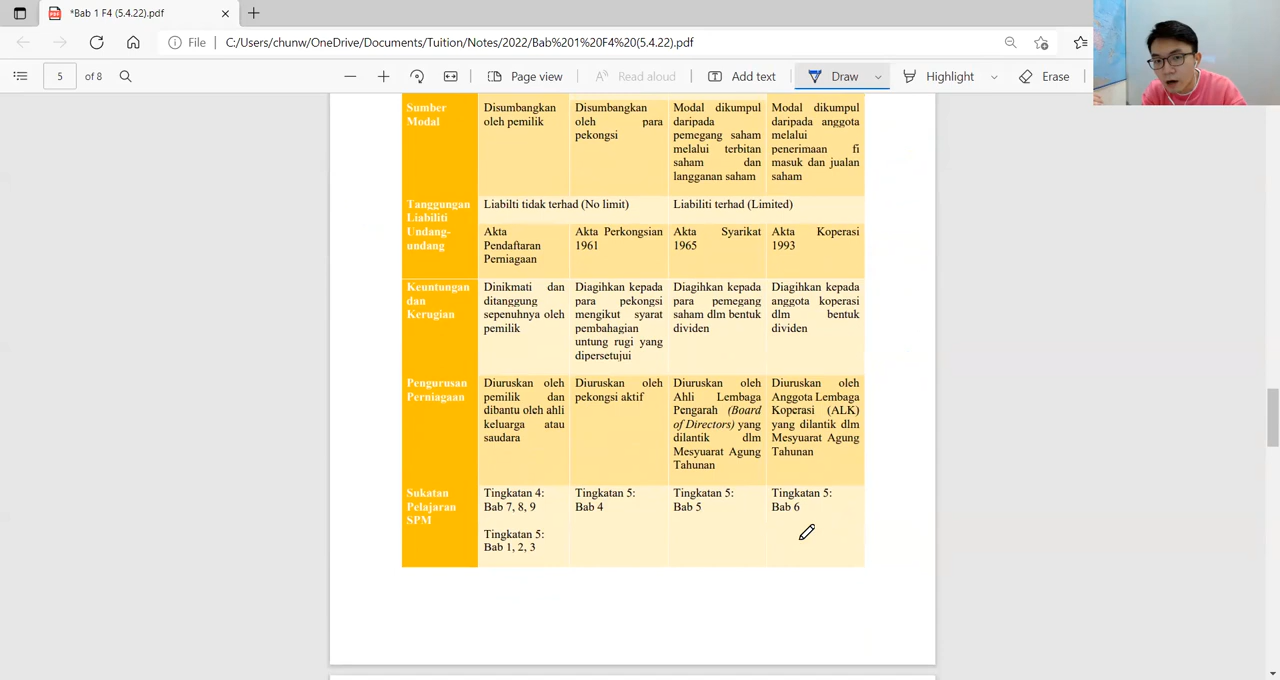 *Bab 1 F4 (5.4.22).pdf
File
C:/Users/chunw/OneDrive/Documents/Tuition/Notes/2022/Bab%201%20F4%20(5.4.22).pdf
5 of 8
Page view
Read aloud
Add text
Draw
Highlight
Erase
Sumber
Modal
Disumbangkan
oleh pemilik
Disumbangkan
oleh para
pekongsi
Modal dikumpul
daripada
pemegang saham
melalui terbitan
saham dan
langganan saham
Modal dikumpul
daripada anggota
melalui
penerimaan fi
masuk dan jualan
saham
Tanggungan
Liabiliti
Liabilti tidak terhad (No limit)
Liabiliti terhad (Limited)
Undang-
undang
Akta
Pendaftaran
Perniagaan
Akta Perkongsian
1961
Akta Syarikat
1965
Akta Koperasi
1993
Keuntungan
dan
Kerugian
Dinikmati dan
ditanggung
sepenuhnya oleh
pemilik
Diagihkan kepada
para pekongsi
mengikut syarat
pembahagian
untung rugi yang
dipersetujui
Diagihkan kepada
para pemegang
saham dlm bentuk
dividen
Diagihkan kepada
anggota koperasi
dlm bentuk
dividen
Pengurusan
Perniagaan
Diuruskan oleh
pemilik dan
dibantu oleh ahli
keluarga atau
saudara
Diuruskan oleh
pekongsi aktif
Diuruskan oleh
Ahli Lembaga
Pengarah (Board
of Directors) yang
dilantik dlm
Mesyuarat Agung
Tahunan
Diuruskan oleh
Anggota Lembaga
Koperasi (ALK)
yang dilantik dlm
Mesyuarat Agung
Tahunan
Sukatan
Pelajaran
SPM
Tingkatan 4:
Bab 7, 8, 9
Tingkatan 5:
Bab 1, 2, 3
Tingkatan 5:
Bab 4
Tingkatan 5:
Bab 5
Tingkatan 5:
Bab 6